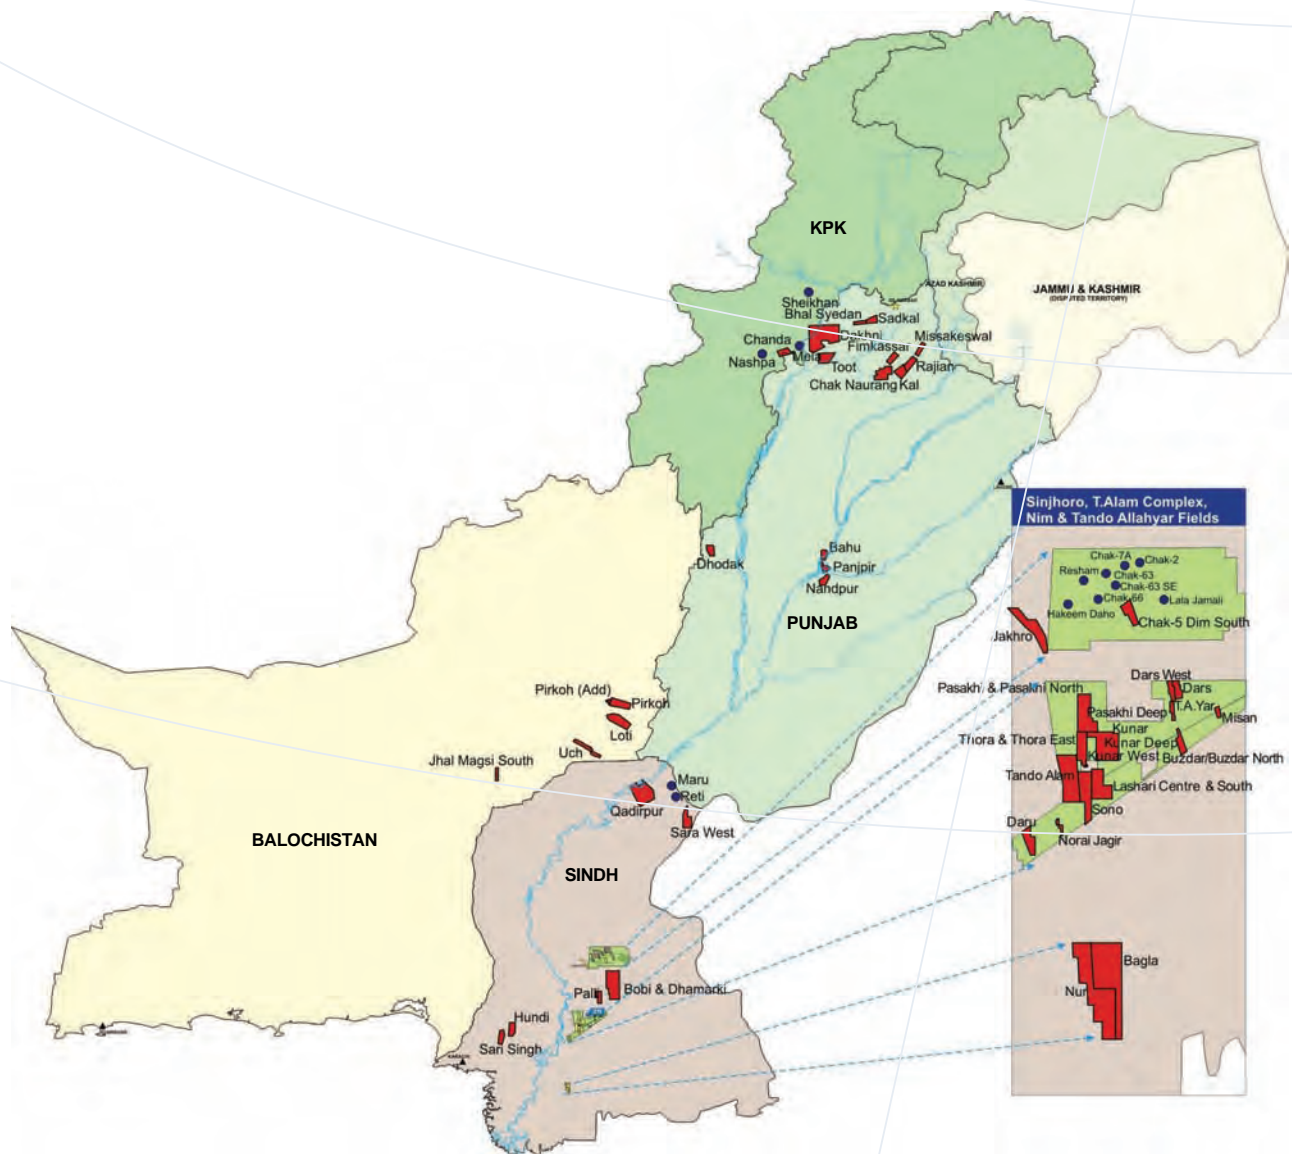 KPK
AZAD KASHMIR)
JAMMU & KASHMIR
(DISPUTED TERRITORY)
Sheikhan
Bhal Syedan
Sadkal
Dakhni
Missakeswal
Chanda
Fimkassar
Mela
Nashpa
Toot
Rajian
Chak Naurang
Kal
Bahu
Dhodak
Panjpir
Nandpur
PUNJAB
Pirkoh (Add)
Pirkoh
Loti
Uch
Jhal Magsi South
Maru
Reti
Qadirpur
Sara West
BALOCHISTAN
SINDH
Pali
Bobi & Dhamarki
Hundi
Sari Singh
KARACHI
Sinjhoro, T.Alam Complex,
Nim & Tando Allahyar Fields
Chak-7A
Chak-2
Resham
Chak-63
Chak-63 SE
Chak-66
Lala Jamali
Hakeem Daho
Chak-5 Dim South
Jakhro
Dars West
Pasakhi & Pasakhi North
Dars
Pasakhi Deep
T.A.Yar
Misan
Kunar
Thora & Thora East
Kunar Deep
Kunar West
Buzdar/Buzdar North
Tando Alam
Lashari Centre & South
Sono
Daru
Norai Jagir
Bagla
Nur